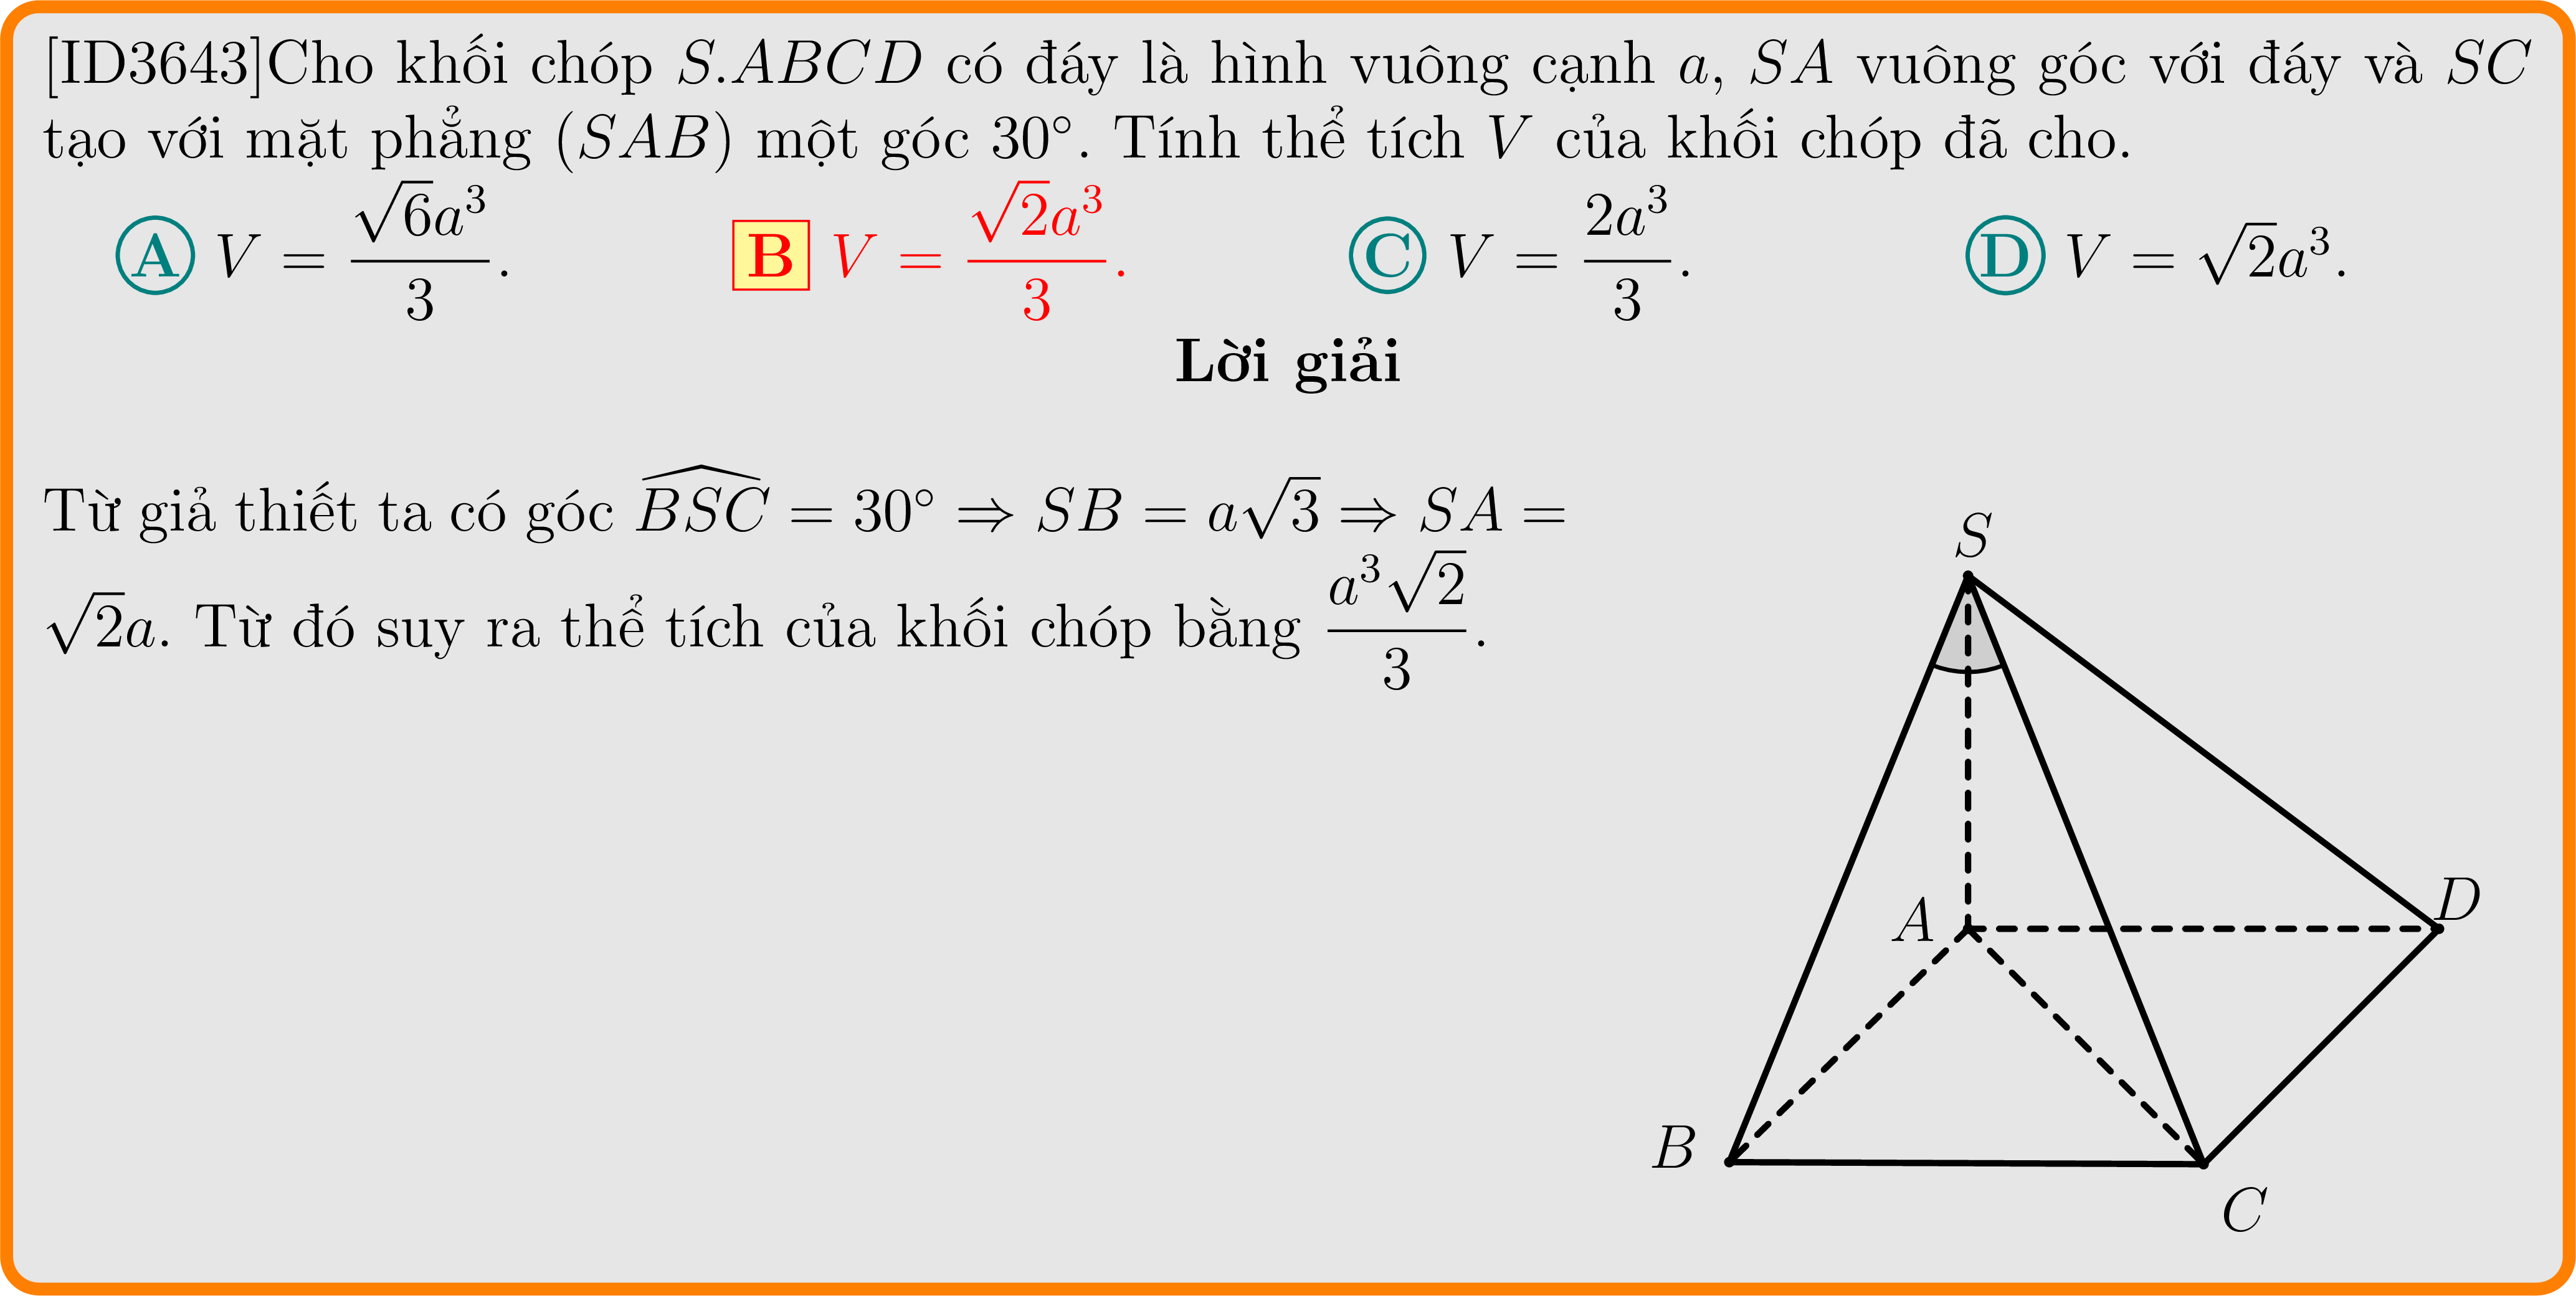 [ID3643]Cho khối chóp S.ABCD có đáy là hình vuông cạnh a, SA vuông góc với đáy và SC
tạo với mặt phẳng (SAB) một góc 30°. Tính thể tích V của khối chóp đã cho.
A V = \frac{\sqrt{6}a^3}{3}. B V = \frac{\sqrt{2}a^3}{3}. C V = \frac{2a^3}{3}. D V = \sqrt{2}a^3.
Lời giải
Từ giả thiết ta có góc \widehat{BSC} = 30° ⇒ SB = a\sqrt{3} ⇒ SA =
\sqrt{2}a. Từ đó suy ra thể tích của khối chóp bằng \frac{a^3\sqrt{2}}{3}.
S
A
D
B
C